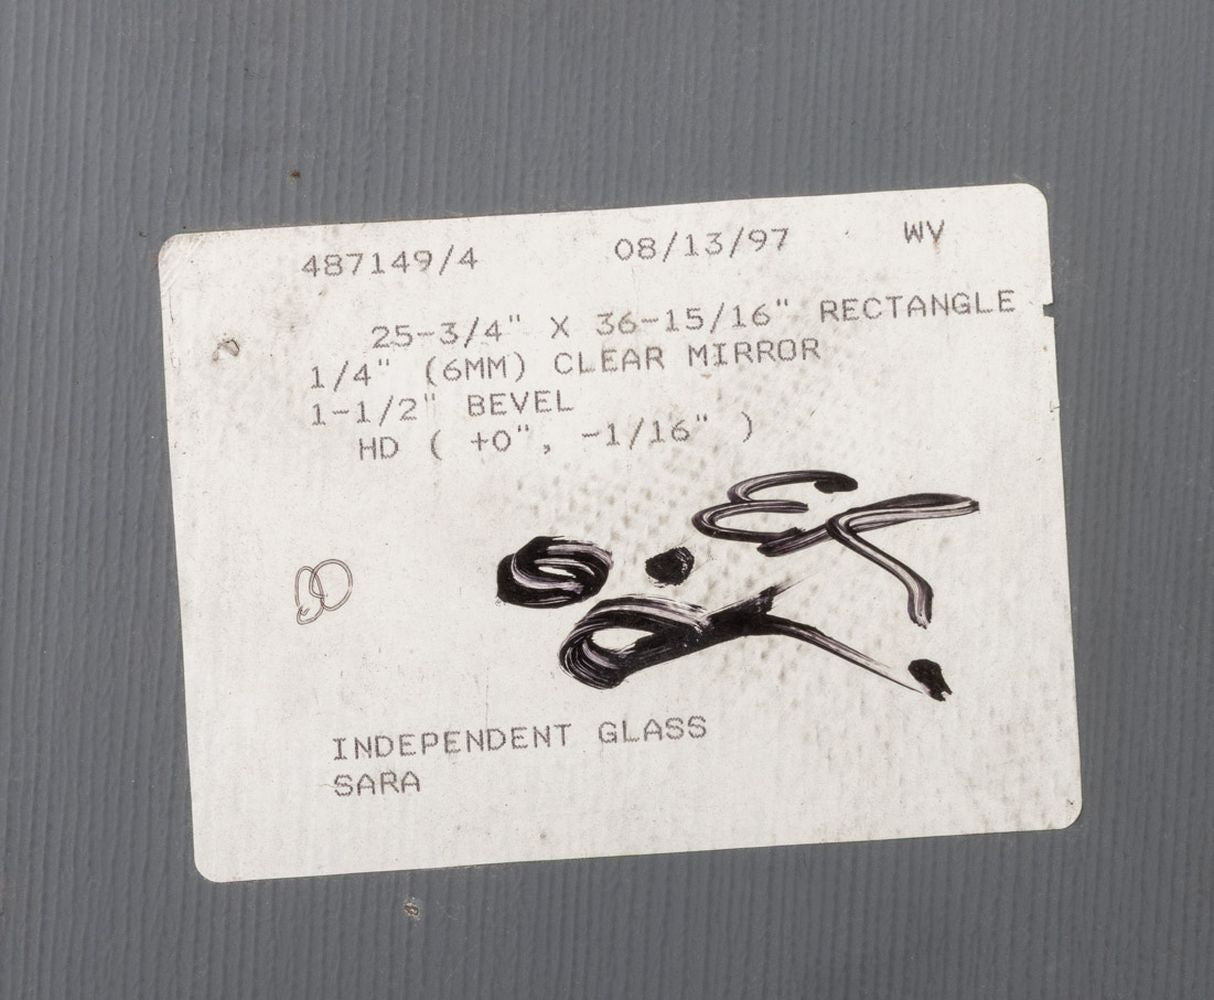 487149/4 08/13/97 WV
25-3/4" X 36-15/16" RECTANGLE
1/4" (6MM) CLEAR MIRROR
1-1/2" BEVEL
HD ( +0", -1/16" )
INDEPENDENT GLASS
SARA